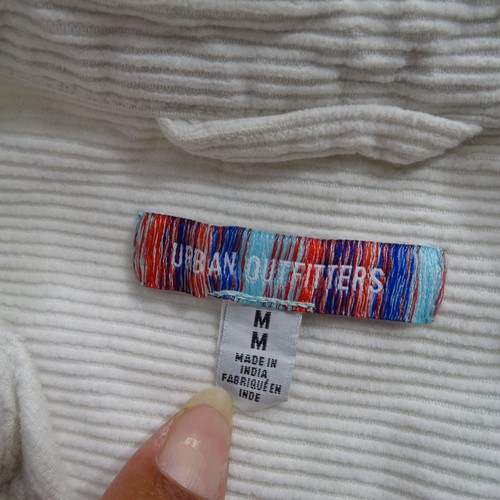 URBAN OUTFITTERS
M
M
MADE IN
INDIA
FABRIQUÉ EN
INDE